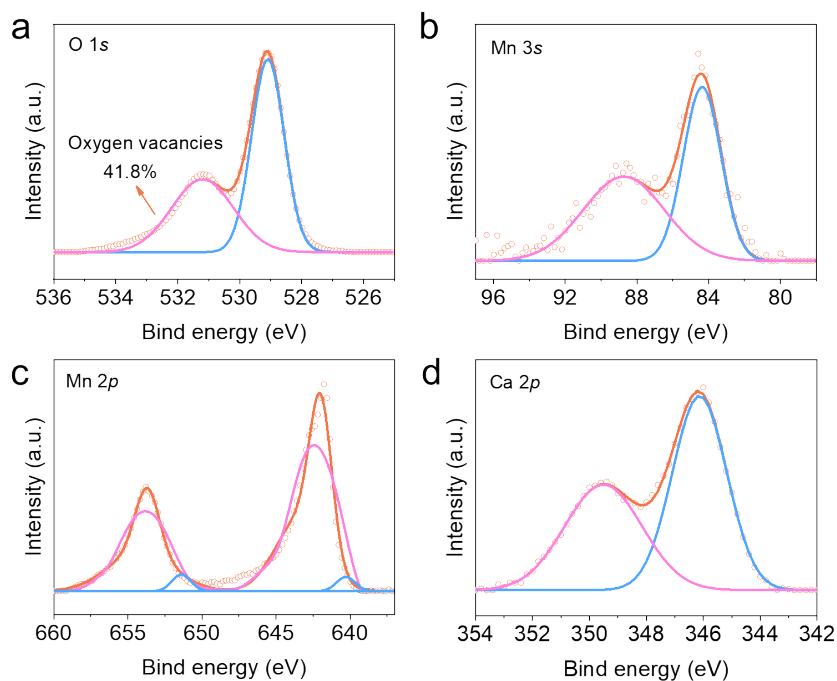 a
O 1s
Oxygen vacancies
41.8%
Intensity (a.u.)
536 534 532 530 528 526
Bind energy (eV)
b
Mn 3s
Intensity (a.u.)
96 92 88 84 80
Bind energy (eV)
c
Mn 2p
Intensity (a.u.)
660 655 650 645 640
Bind energy (eV)
d
Ca 2p
Intensity (a.u.)
354 352 350 348 346 344 342
Bind energy (eV)